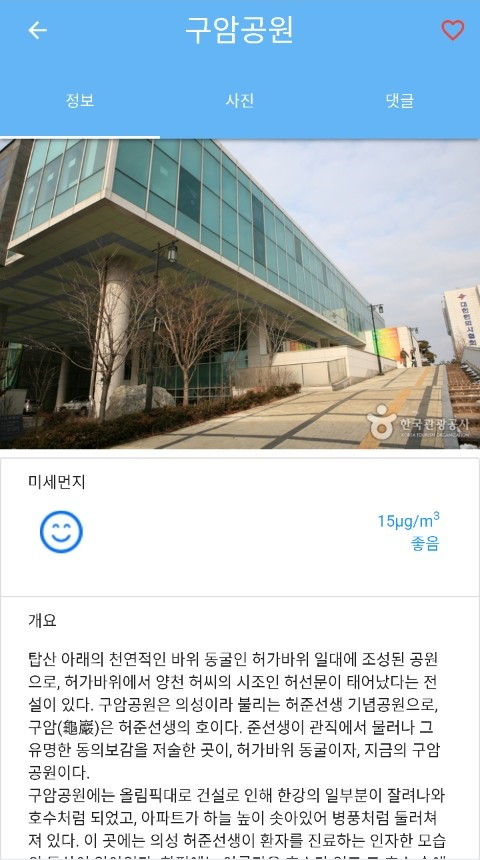 구암공원
정보
사진
댓글
대한한의사협회
한국관광공사
KOREA TOURISM ORGANIZATION
미세먼지
15µg/m³
좋음
개요
탑산 아래의 천연적인 바위 동굴인 허가바위 일대에 조성된 공원
으로, 허가바위에서 양천 허씨의 시조인 허선문이 태어났다는 전
설이 있다. 구암공원은 의성이라 불리는 허준선생 기념공원으로,
구암(龜巖)은 허준선생의 호이다. 준선생이 관직에서 물러나 그
유명한 동의보감을 저술한 곳이, 허가바위 동굴이자, 지금의 구암
공원이다.
구암공원에는 올림픽대로 건설로 인해 한강의 일부분이 잘려나와
호수처럼 되었고, 아파트가 하늘 높이 솟아있어 병풍처럼 둘러쳐
져 있다. 이 곳에는 의성 허준선생이 환자를 진료하는 인자한 모습